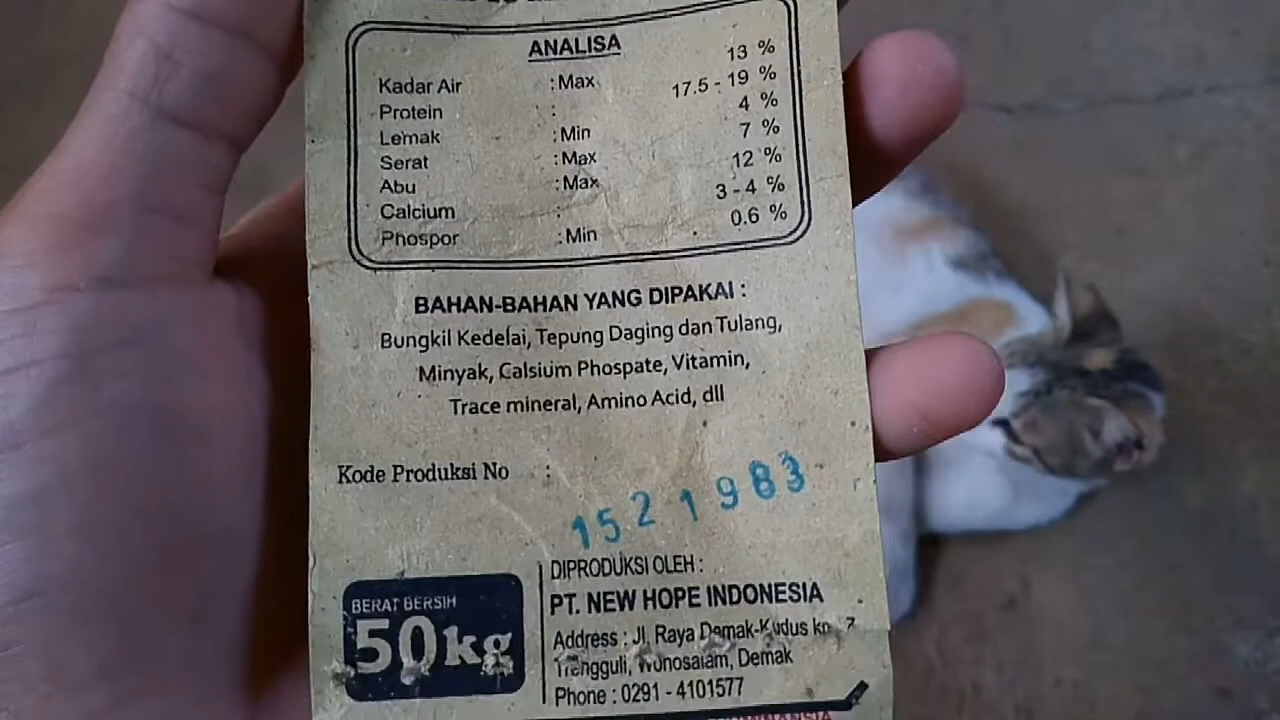 ANALISA
Kadar Air : Max 13 %
Protein : 17.5 - 19 %
Lemak : Min 4 %
Serat : Max 7 %
Abu : Max 12 %
Calcium : 3 - 4 %
Phospor : Min 0.6 %
BAHAN-BAHAN YANG DIPAKAI :
Bungkil Kedelai, Tepung Daging dan Tulang,
Minyak, Calsium Phospate, Vitamin,
Trace mineral, Amino Acid, dll
Kode Produksi No :
1521983
BERAT BERSIH
50kg
DIPRODUKSI OLEH :
PT. NEW HOPE INDONESIA
Address : Jl. Raya Demak-Kudus km 7
Trengguli, Wonosalam, Demak
Phone : 0291 - 4101577